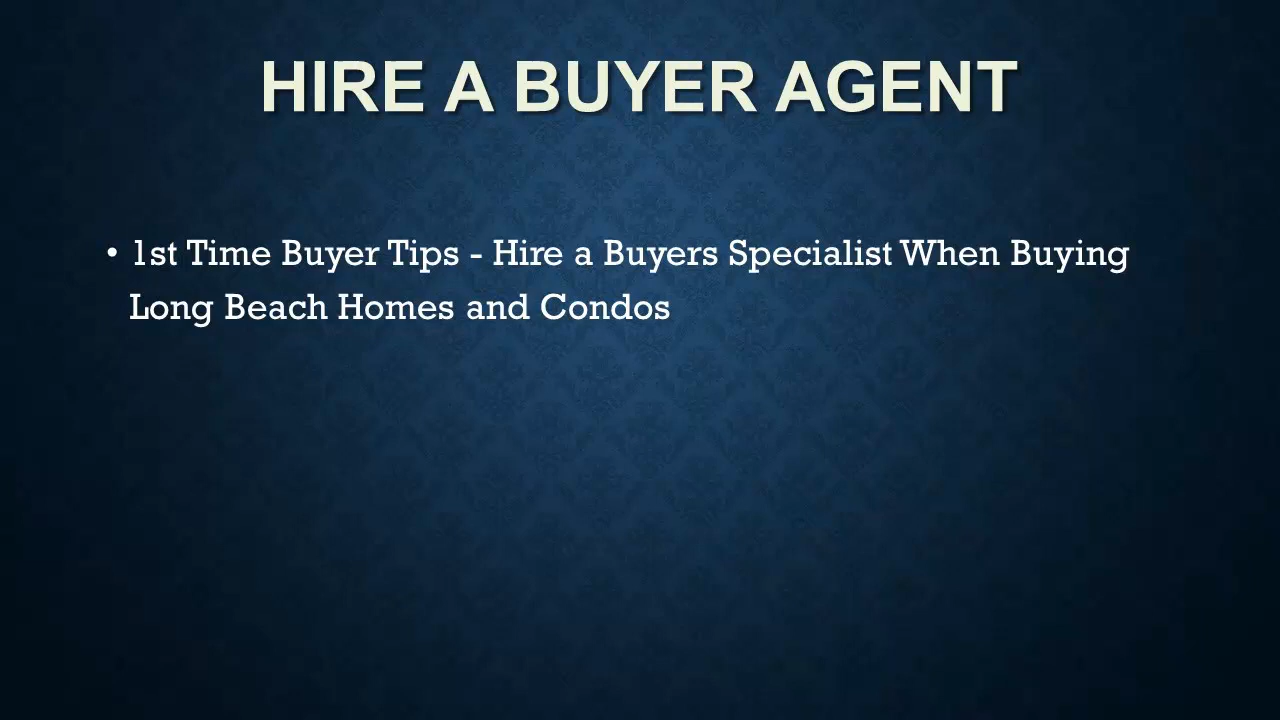 HIRE A BUYER AGENT
• 1st Time Buyer Tips - Hire a Buyers Specialist When Buying
Long Beach Homes and Condos